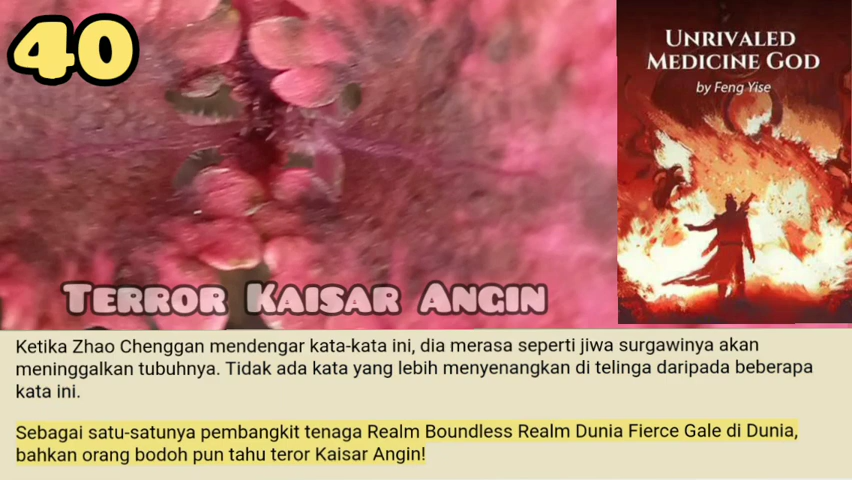 40
UNRIVALED
MEDICINE GOD
by Feng Yise
TERROR KAISAR ANGIN
Ketika Zhao Chenggan mendengar kata-kata ini, dia merasa seperti jiwa surgawinya akan
meninggalkan tubuhnya. Tidak ada kata yang lebih menyenangkan di telinga daripada beberapa
kata ini.
Sebagai satu-satunya pembangkit tenaga Realm Boundless Realm Dunia Fierce Gale di Dunia,
bahkan orang bodoh pun tahu teror Kaisar Angin!